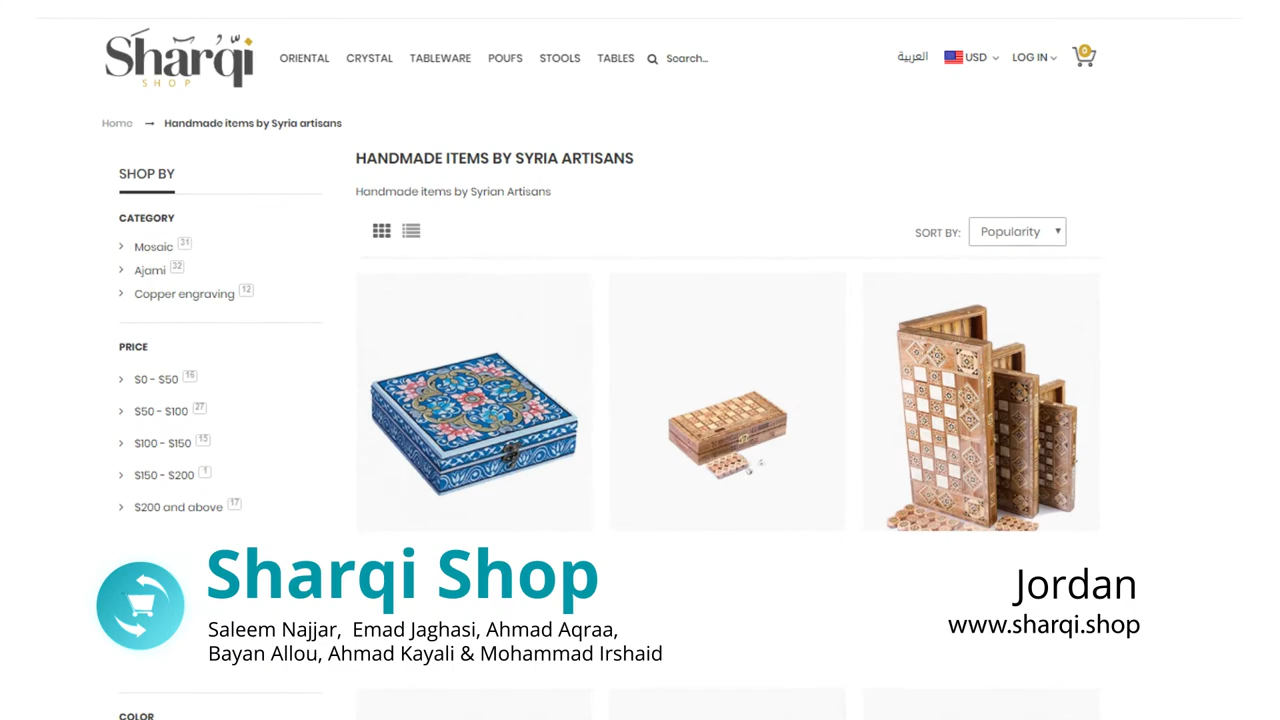 Sharqi
SHOP
ORIENTAL CRYSTAL TABLEWARE POUFS STOOLS TABLES Search...
العربية USD LOG IN 0
Home → Handmade items by Syria artisans
HANDMADE ITEMS BY SYRIA ARTISANS
SHOP BY
Handmade items by Syrian Artisans
CATEGORY
SORT BY: Popularity
Mosaic 31
Ajami 32
Copper engraving 12
PRICE
$0 - $50 16
$50 - $100 27
$100 - $150 15
$150 - $200 1
$200 and above 17
Sharqi Shop
Saleem Najjar, Emad Jaghasi, Ahmad Aqraa,
Bayan Allou, Ahmad Kayali & Mohammad Irshaid
Jordan
www.sharqi.shop
COLOR